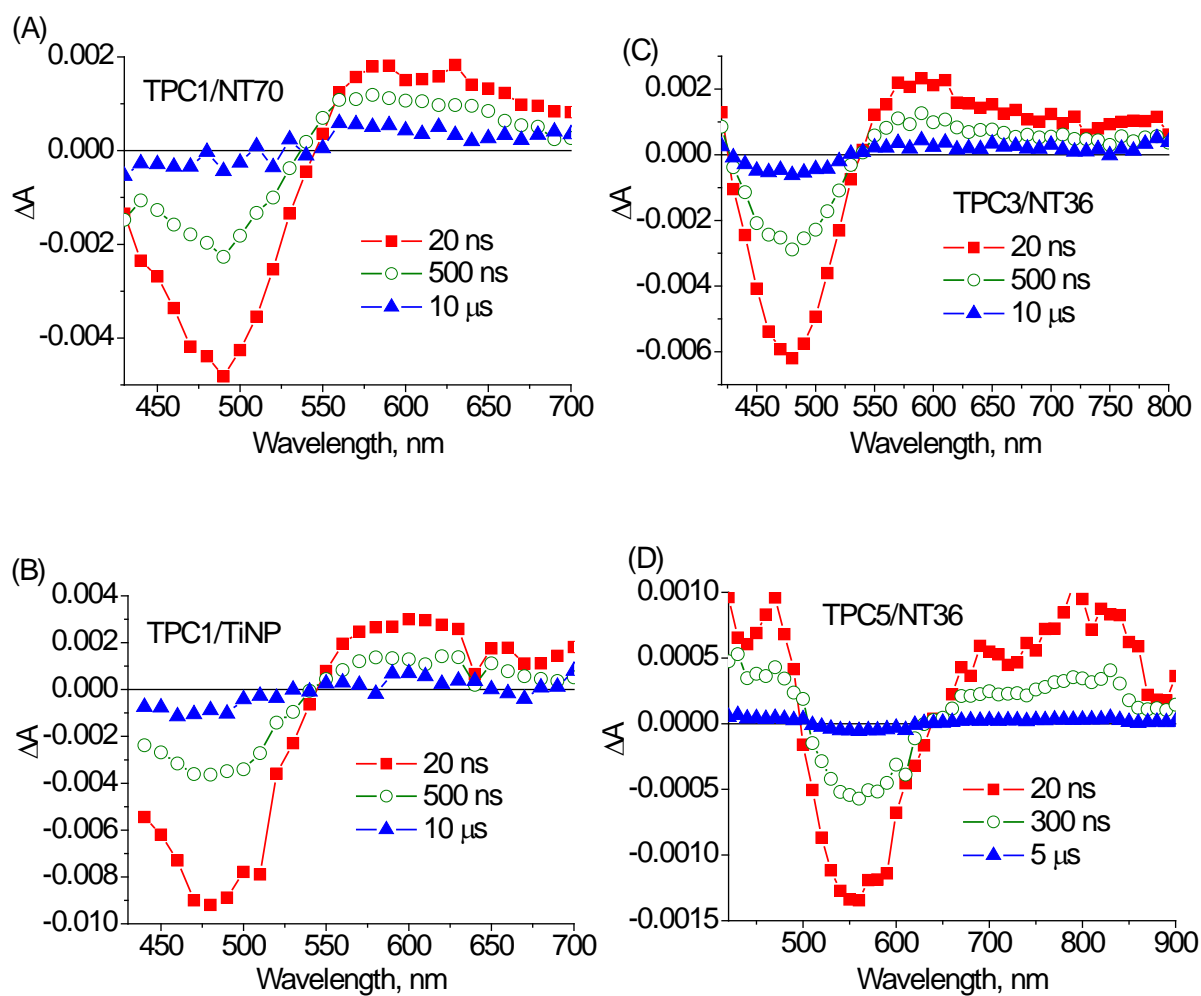 (A)
0.002
0.000
-0.002
-0.004
ΔA
TPC1/NT70
20 ns
500 ns
10 μs
450 500 550 600 650 700
Wavelength, nm
(C)
0.002
0.000
-0.002
-0.004
-0.006
ΔA
TPC3/NT36
20 ns
500 ns
10 μs
450 500 550 600 650 700 750 800
Wavelength, nm
(B)
0.004
0.002
0.000
-0.002
-0.004
-0.006
-0.008
-0.010
ΔA
TPC1/TiNP
20 ns
500 ns
10 μs
450 500 550 600 650 700
Wavelength, nm
(D)
0.0010
0.0005
0.0000
-0.0005
-0.0010
-0.0015
ΔA
TPC5/NT36
20 ns
300 ns
5 μs
500 600 700 800 900
Wavelength, nm